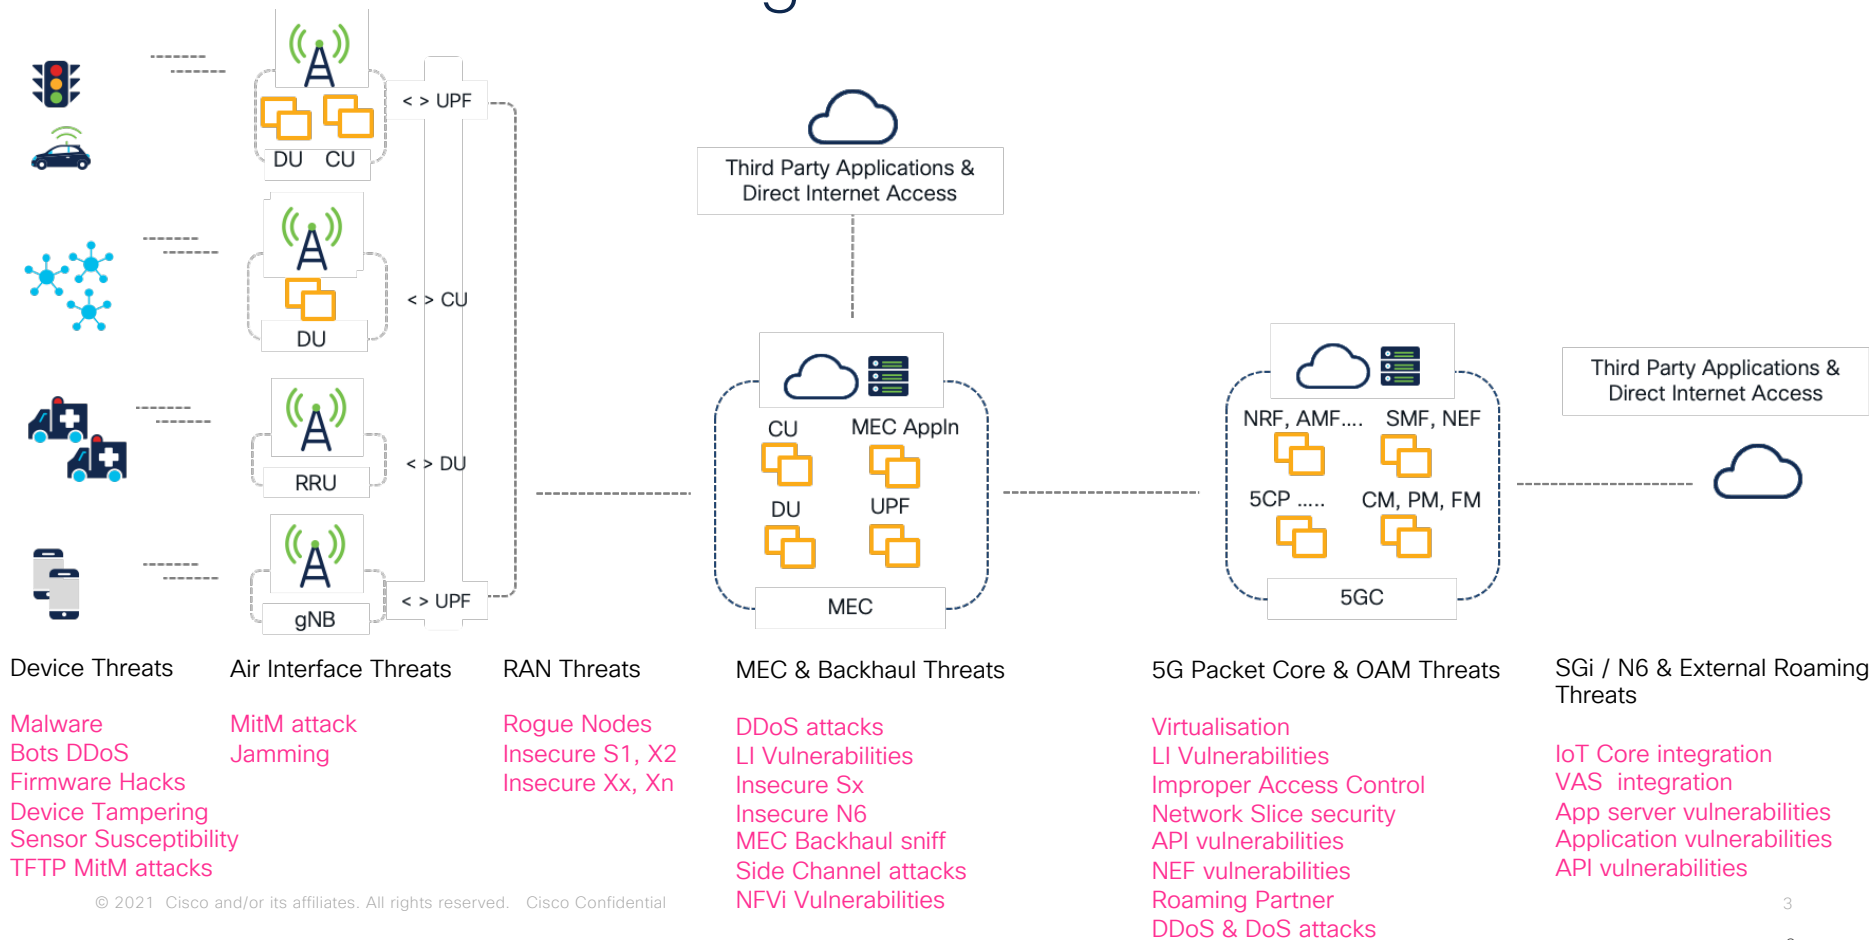 < > UPF
DU CU
Third Party Applications &
Direct Internet Access
< > CU
DU
Third Party Applications &
Direct Internet Access
NRF, AMF.... SMF, NEF
CU MEC Appln
< > DU
RRU
5CP ..... CM, PM, FM
DU UPF
5GC
< > UPF
MEC
gNB
Device Threats
Malware
Bots DDoS
Firmware Hacks
Device Tampering
Sensor Susceptibility
TFTP MitM attacks
Air Interface Threats
MitM attack
Jamming
RAN Threats
Rogue Nodes
Insecure S1, X2
Insecure Xx, Xn
MEC & Backhaul Threats
DDoS attacks
LI Vulnerabilities
Insecure Sx
Insecure N6
MEC Backhaul sniff
Side Channel attacks
NFVi Vulnerabilities
5G Packet Core & OAM Threats
Virtualisation
LI Vulnerabilities
Improper Access Control
Network Slice security
API vulnerabilities
NEF vulnerabilities
Roaming Partner
DDoS & DoS attacks
SGi / N6 & External Roaming
Threats
IoT Core integration
VAS integration
App server vulnerabilities
Application vulnerabilities
API vulnerabilities
© 2021 Cisco and/or its affiliates. All rights reserved. Cisco Confidential
3